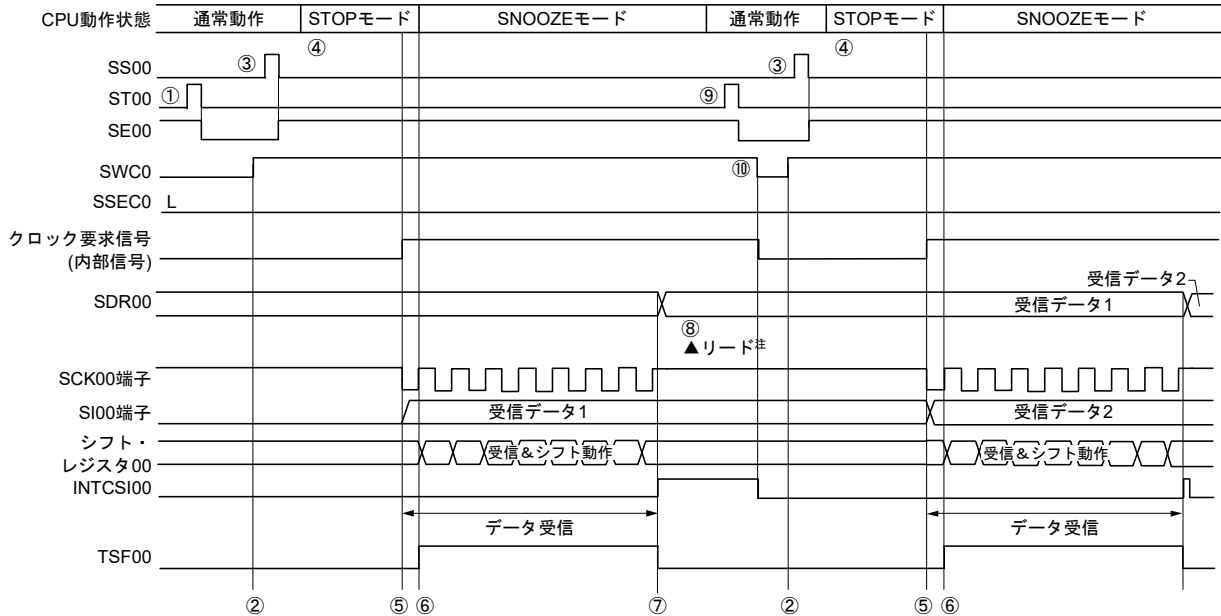 CPU動作状態 通常動作 STOPモード SNOOZEモード 通常動作 STOPモード SNOOZEモード
④ ④
SS00 ③ ③
ST00 ① ⑨
SE00
SWC0 ⑩
SSEC0 L
クロック要求信号
(内部信号)
受信データ2
SDR00 受信データ1
⑧
▲リード注
SCK00端子
SI00端子 受信データ1 受信データ2
シフト・
レジスタ00 受信&シフト動作 受信&シフト動作
INTCSI00
データ受信 データ受信
TSF00
② ⑤ ⑥ ⑦ ② ⑤ ⑥